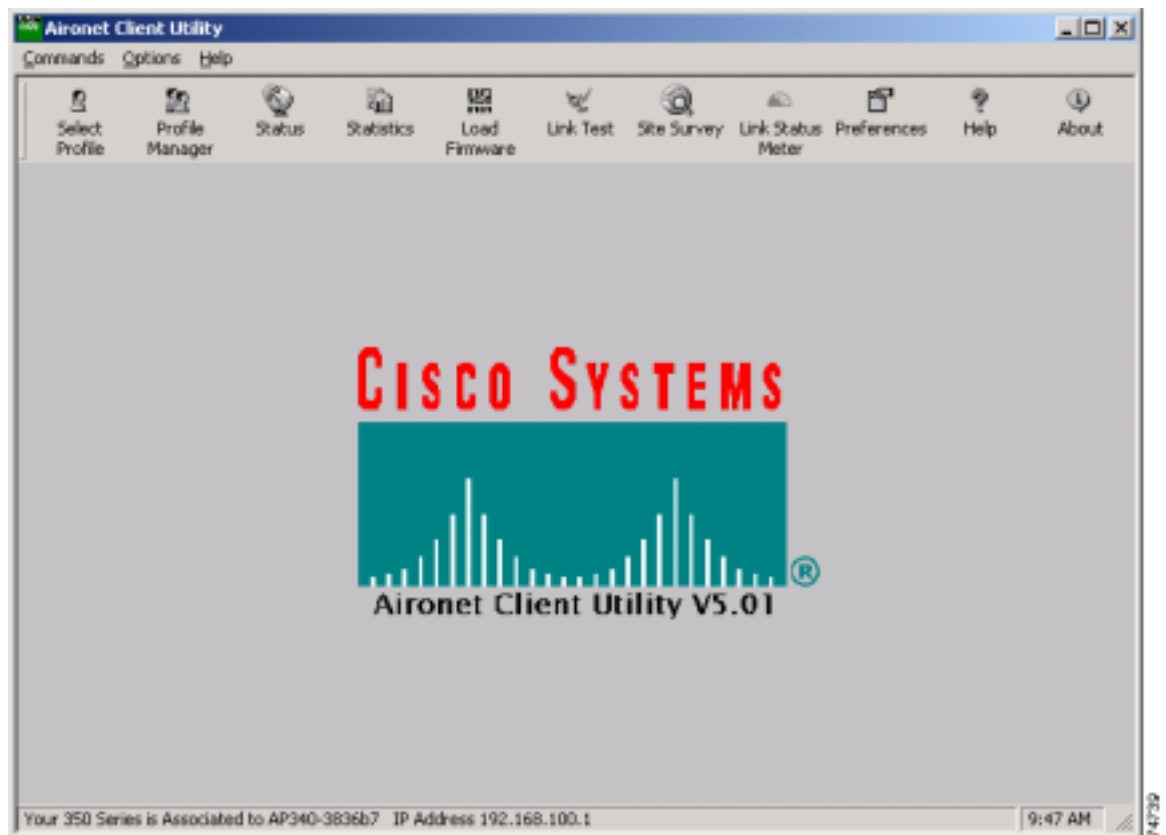 Aironet Client Utility
Commands Options Help
Select Profile
Profile Manager
Status
Statistics
Load Firmware
Link Test
Site Survey
Link Status Meter
Preferences
Help
About
CISCO SYSTEMS
®
Aironet Client Utility V5.01
Your 350 Series is Associated to AP340-3836b7 IP Address 192.168.100.1
9:47 AM